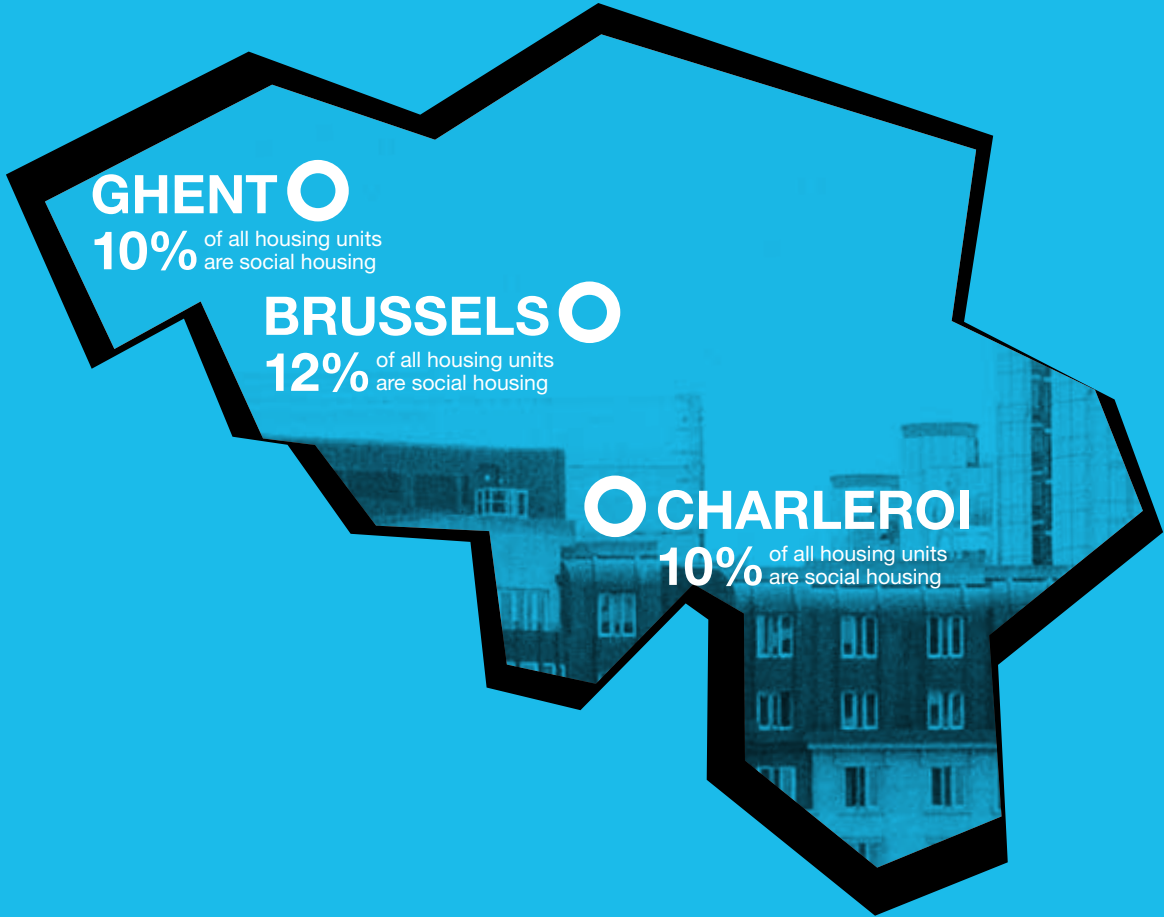 GHENT
10% of all housing units
are social housing
BRUSSELS
12% of all housing units
are social housing
CHARLEROI
10% of all housing units
are social housing